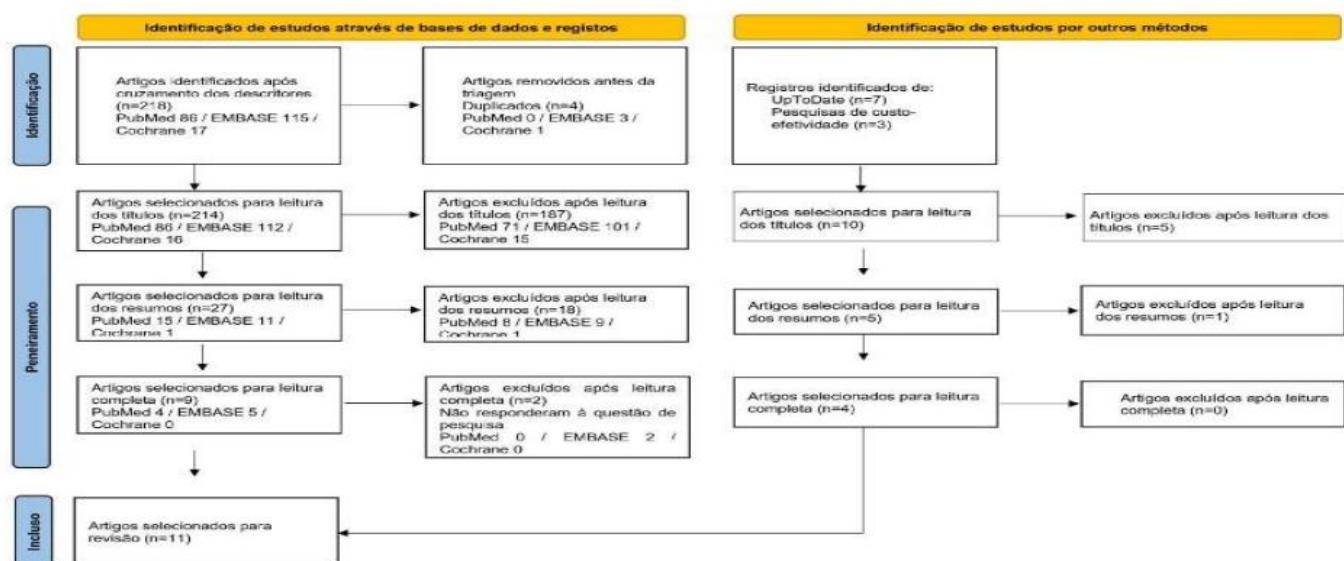 Identificação de estudos através de bases de dados e registos
Identificação de estudos por outros métodos
Identificação
Artigos identificados após
cruzamento dos descritores
(n=218)
PubMed 86 / EMBASE 115 /
Cochrane 17
Artigos removidos antes da
triagem
Duplicados (n=4)
PubMed 0 / EMBASE 3 /
Cochrane 1
Registros identificados de:
UpToDate (n=7)
Pesquisas de custo-
efetividade (n=3)
Peneiramento
Artigos selecionados para leitura
dos títulos (n=214)
PubMed 86 / EMBASE 112 /
Cochrane 16
Artigos excluídos após leitura
dos títulos (n=187)
PubMed 71 / EMBASE 101 /
Cochrane 15
Artigos selecionados para leitura
dos títulos (n=10)
Artigos excluídos após leitura dos
títulos (n=5)
Artigos selecionados para leitura
dos resumos (n=27)
PubMed 15 / EMBASE 11 /
Cochrane 1
Artigos excluídos após leitura
dos resumos (n=18)
PubMed 8 / EMBASE 9 /
Cochrane 1
Artigos selecionados para leitura
dos resumos (n=5)
Artigos excluídos após leitura
dos resumos (n=1)
Artigos selecionados para leitura
completa (n=9)
PubMed 4 / EMBASE 5 /
Cochrane 0
Artigos excluídos após leitura
completa (n=2)
Não responderam à questão de
pesquisa
PubMed 0 / EMBASE 2 /
Cochrane 0
Artigos selecionados para leitura
completa (n=4)
Artigos excluídos após leitura
completa (n=0)
Incluso
Artigos selecionados para
revisão (n=11)